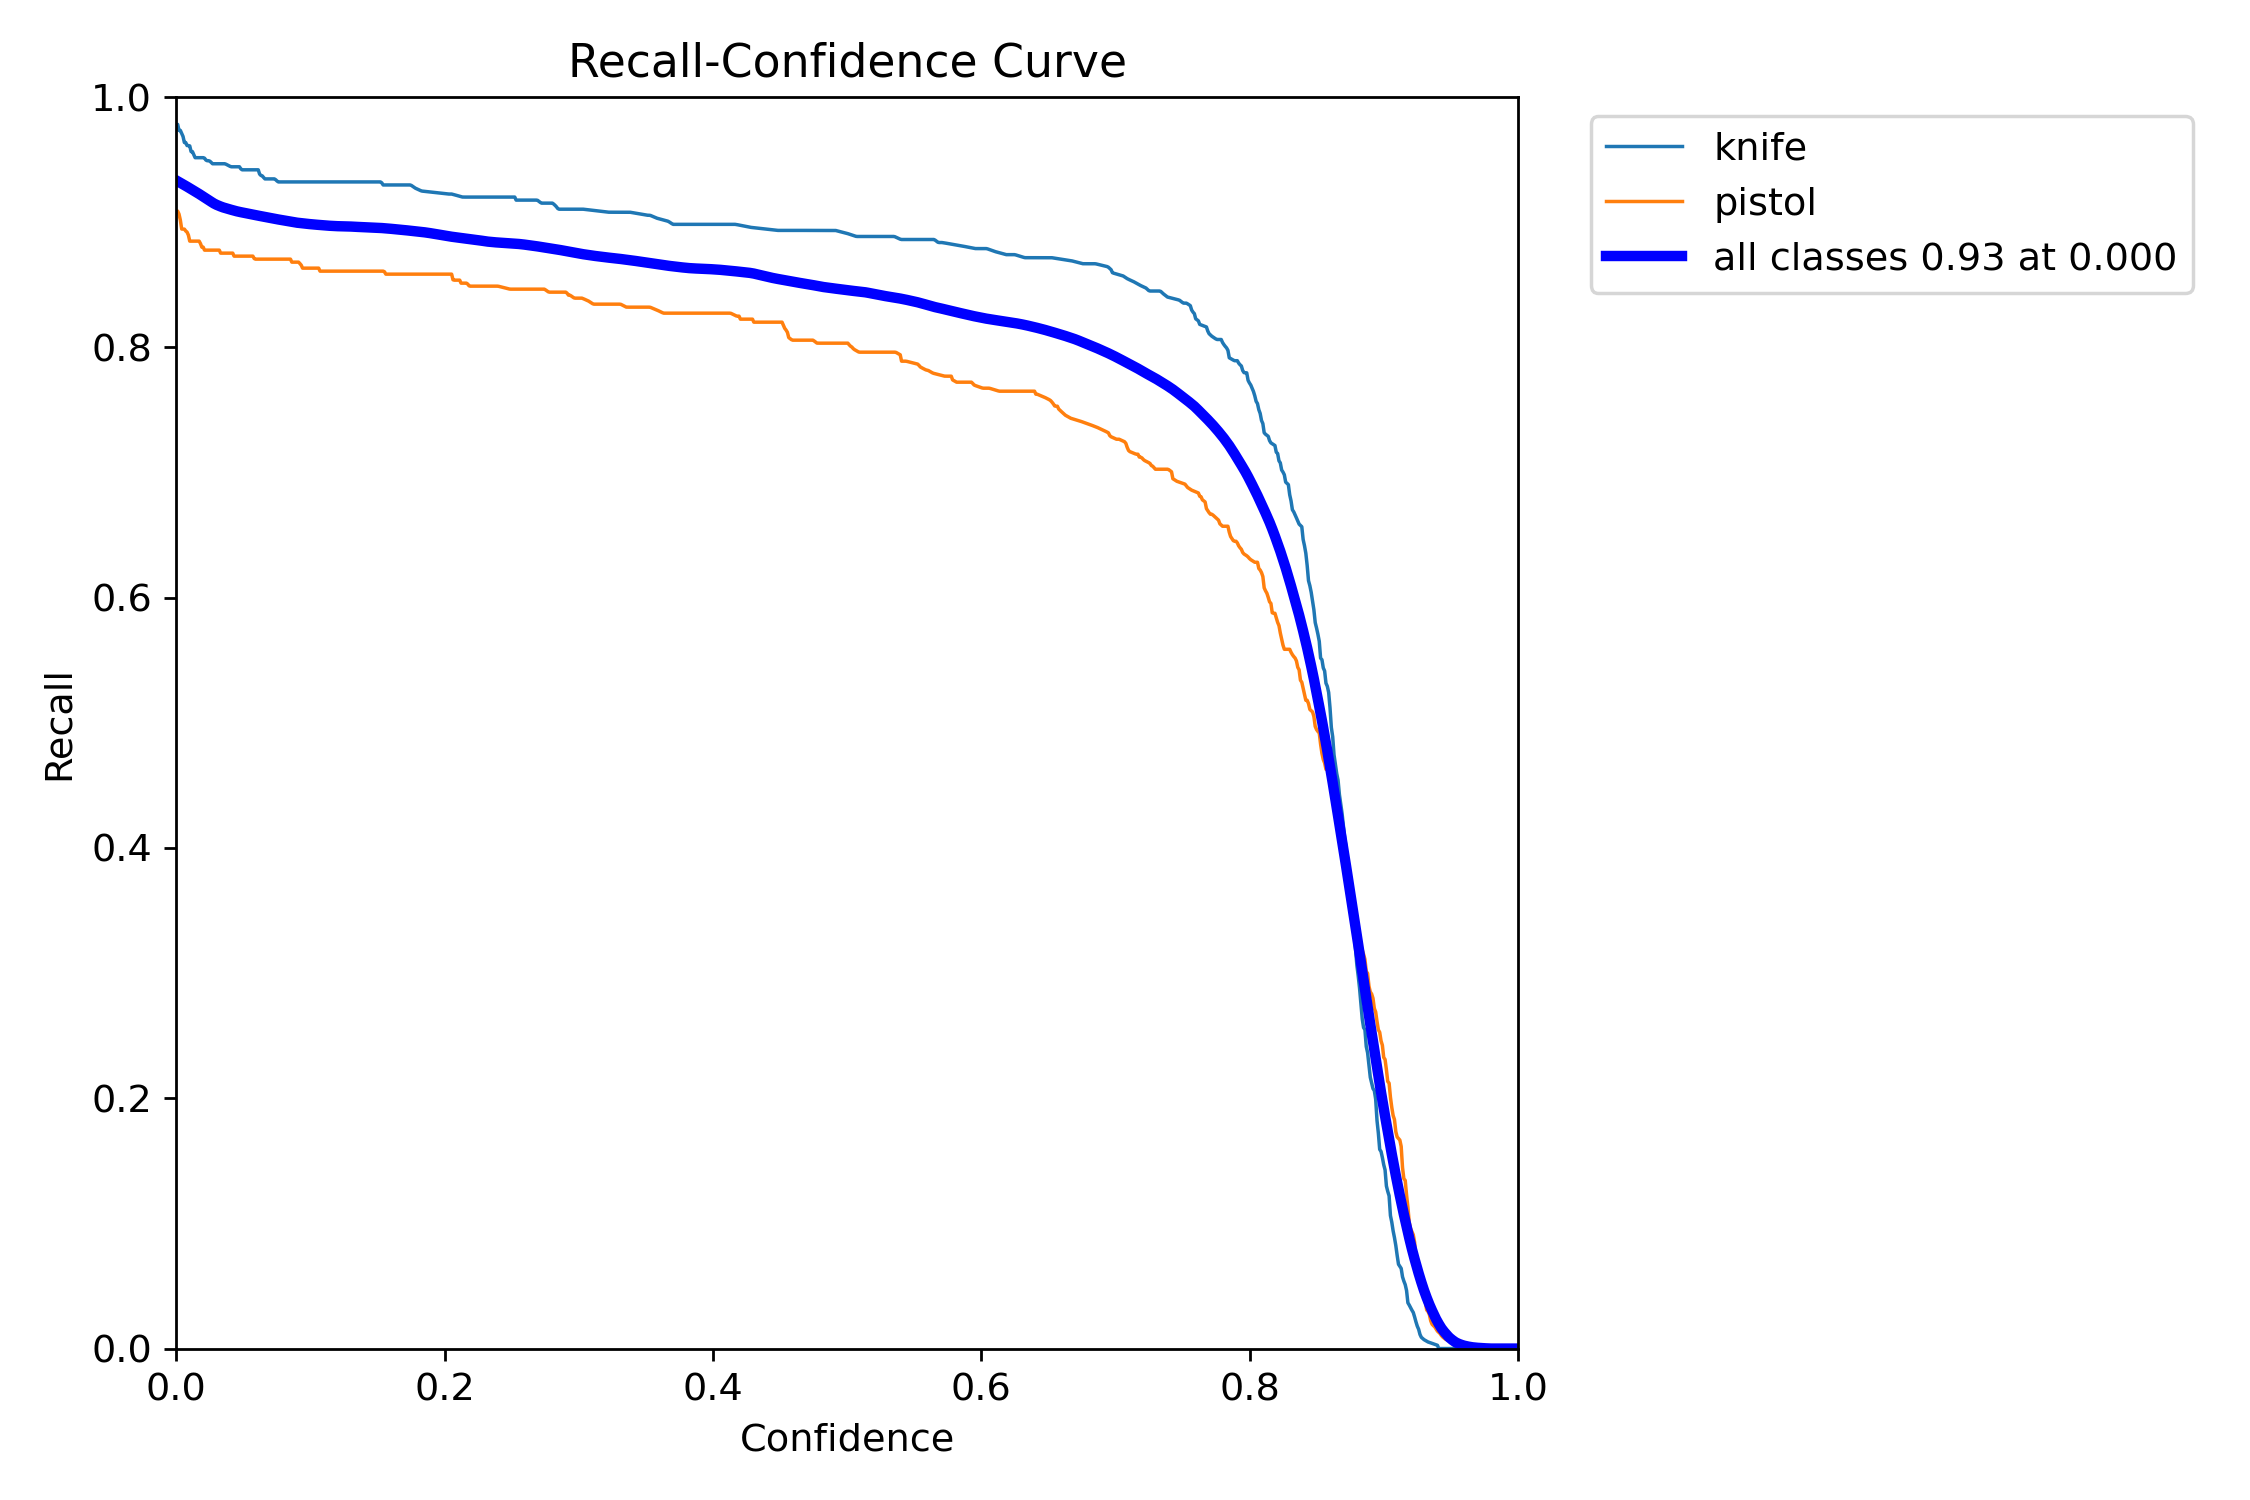 Recall-Confidence Curve
1.0
0.8
0.6
0.4
0.2
0.0
Recall
0.0 0.2 0.4 0.6 0.8 1.0
Confidence
knife
pistol
all classes 0.93 at 0.000